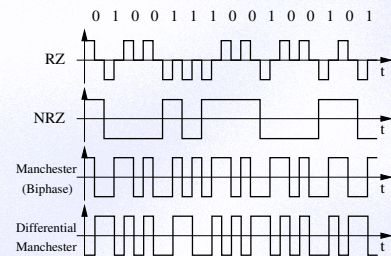 0 1 0 0 1 1 1 0 0 1 0 0 1 0 1
RZ
t
NRZ
t
Manchester
(Biphase)
t
Differential
Manchester
t